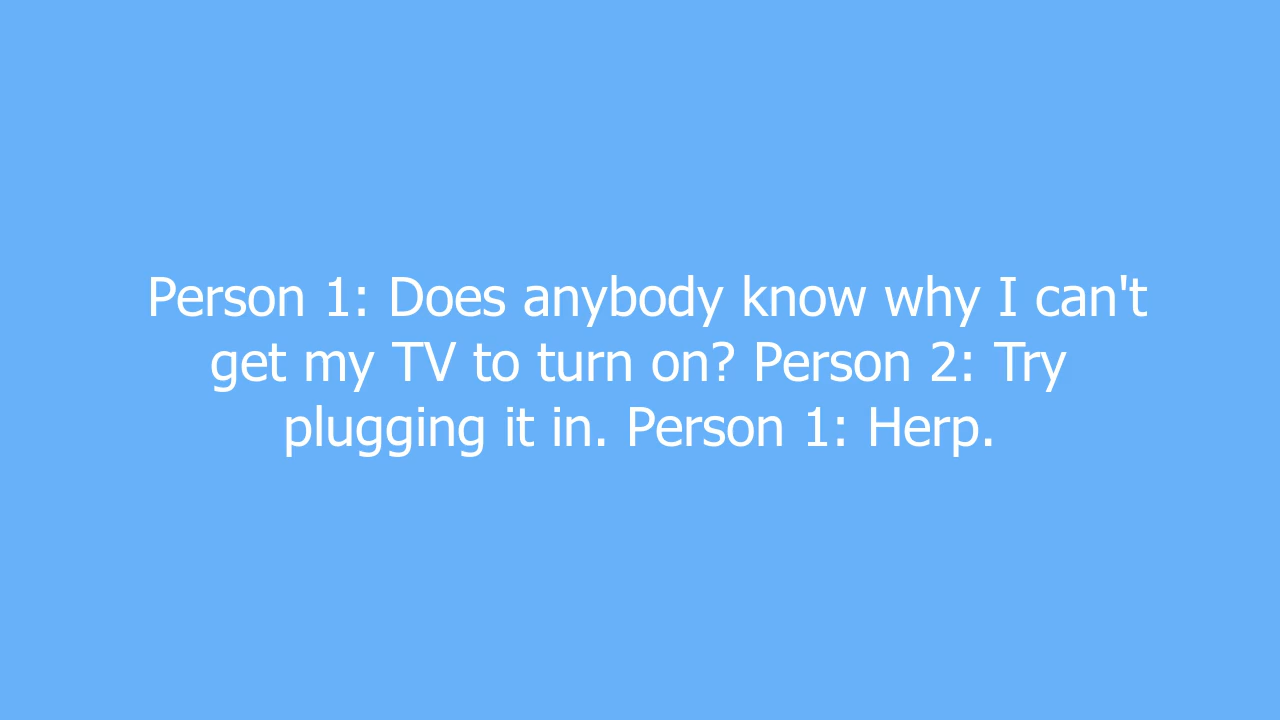 Person 1: Does anybody know why I can't
get my TV to turn on? Person 2: Try
plugging it in. Person 1: Herp.